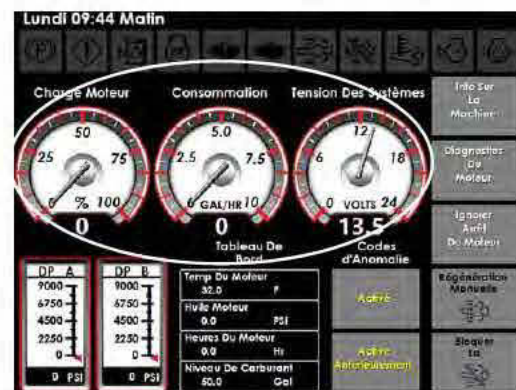 Lundi 09:44 Matin
Charge Moteur
Consommation
Tension Des Systèmes
50
25 75
0 % 100
0
5.0
2.5 7.5
0 GAL/HR 10
0
12
6 18
0 VOLTS 24
13.5
Info Sur
La
Machine
Diagnostics
Du
Moteur
Ignorer
Arrêt
Du Moteur
Régénération
Manuelle
Bloquer
La
DP A
9000
6750
4500
2250
0
0 PSI
DP B
9000
6750
4500
2250
0
0 PSI
Tableau De
Bord
Temp Du Moteur
32.0 F
Huile Moteur
0.0 PSI
Heures Du Moteur
0.0 Hr
Niveau De Carburant
50.0 Gal
Codes
d'Anomalie
Activé
Activé
Antérieurement